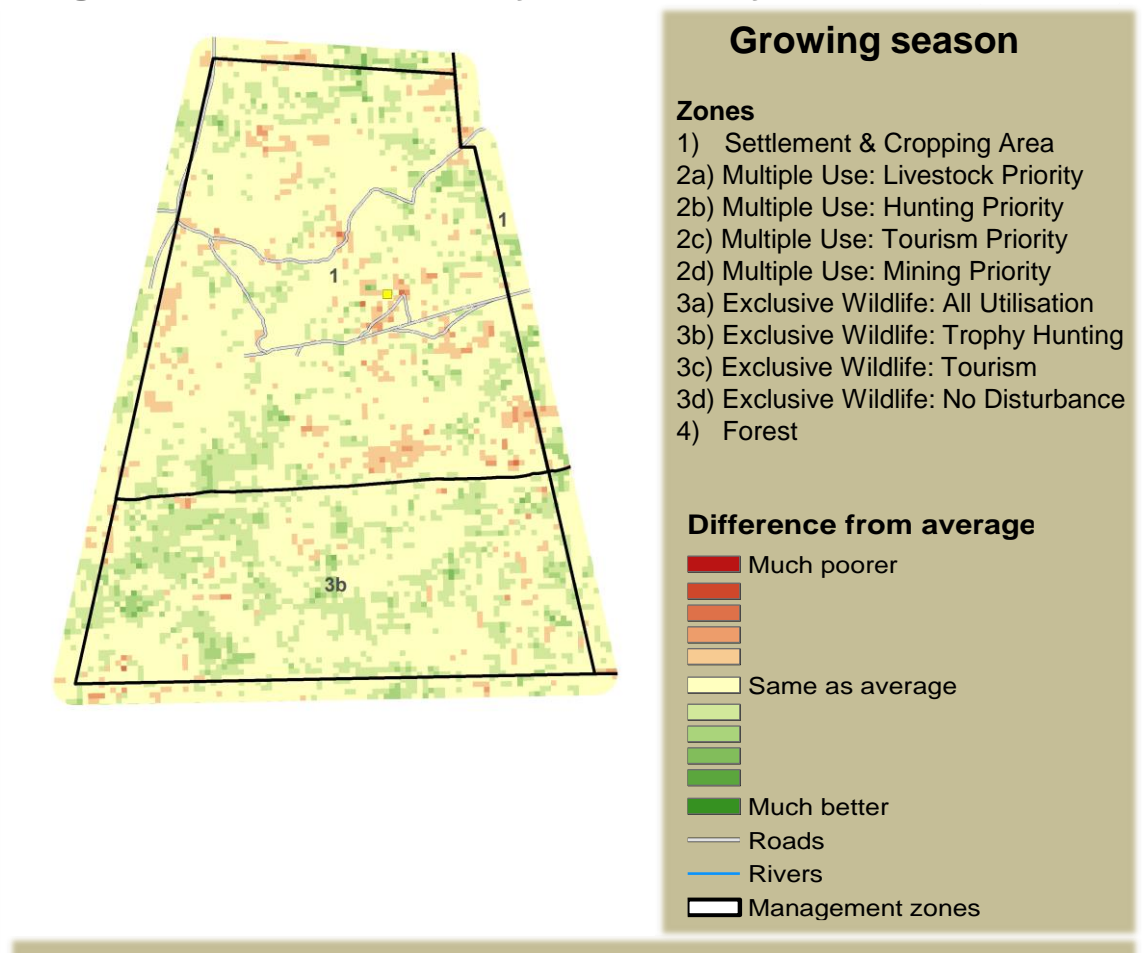 Growing season
Zones
1) Settlement & Cropping Area
2a) Multiple Use: Livestock Priority
2b) Multiple Use: Hunting Priority
2c) Multiple Use: Tourism Priority
2d) Multiple Use: Mining Priority
3a) Exclusive Wildlife: All Utilisation
3b) Exclusive Wildlife: Trophy Hunting
3c) Exclusive Wildlife: Tourism
3d) Exclusive Wildlife: No Disturbance
4) Forest
Difference from average
Much poorer
Same as average
Much better
Roads
Rivers
Management zones
1
1
3b